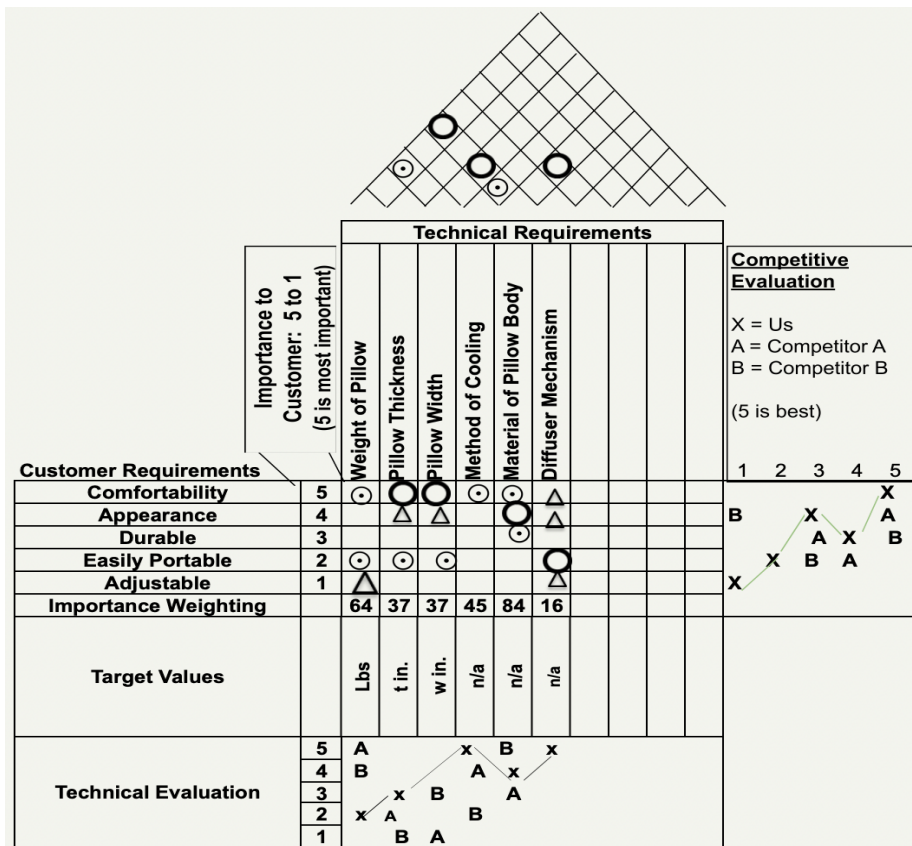 Technical Requirements
Importance to
Customer: 5 to 1
(5 is most important)
Weight of Pillow
Pillow Thickness
Pillow Width
Method of Cooling
Material of Pillow Body
Diffuser Mechanism
Competitive
Evaluation
X = Us
A = Competitor A
B = Competitor B
(5 is best)
Customer Requirements
1 2 3 4 5
Comfortability 5 X
Appearance 4 B X A
Durable 3 A X B
Easily Portable 2 X B A
Adjustable 1 X
Importance Weighting 64 37 37 45 84 16
Target Values Lbs t in. w in. n/a n/a n/a
Technical Evaluation
5 A x B x
4 B A x
3 x B A
2 x A B
1 B A